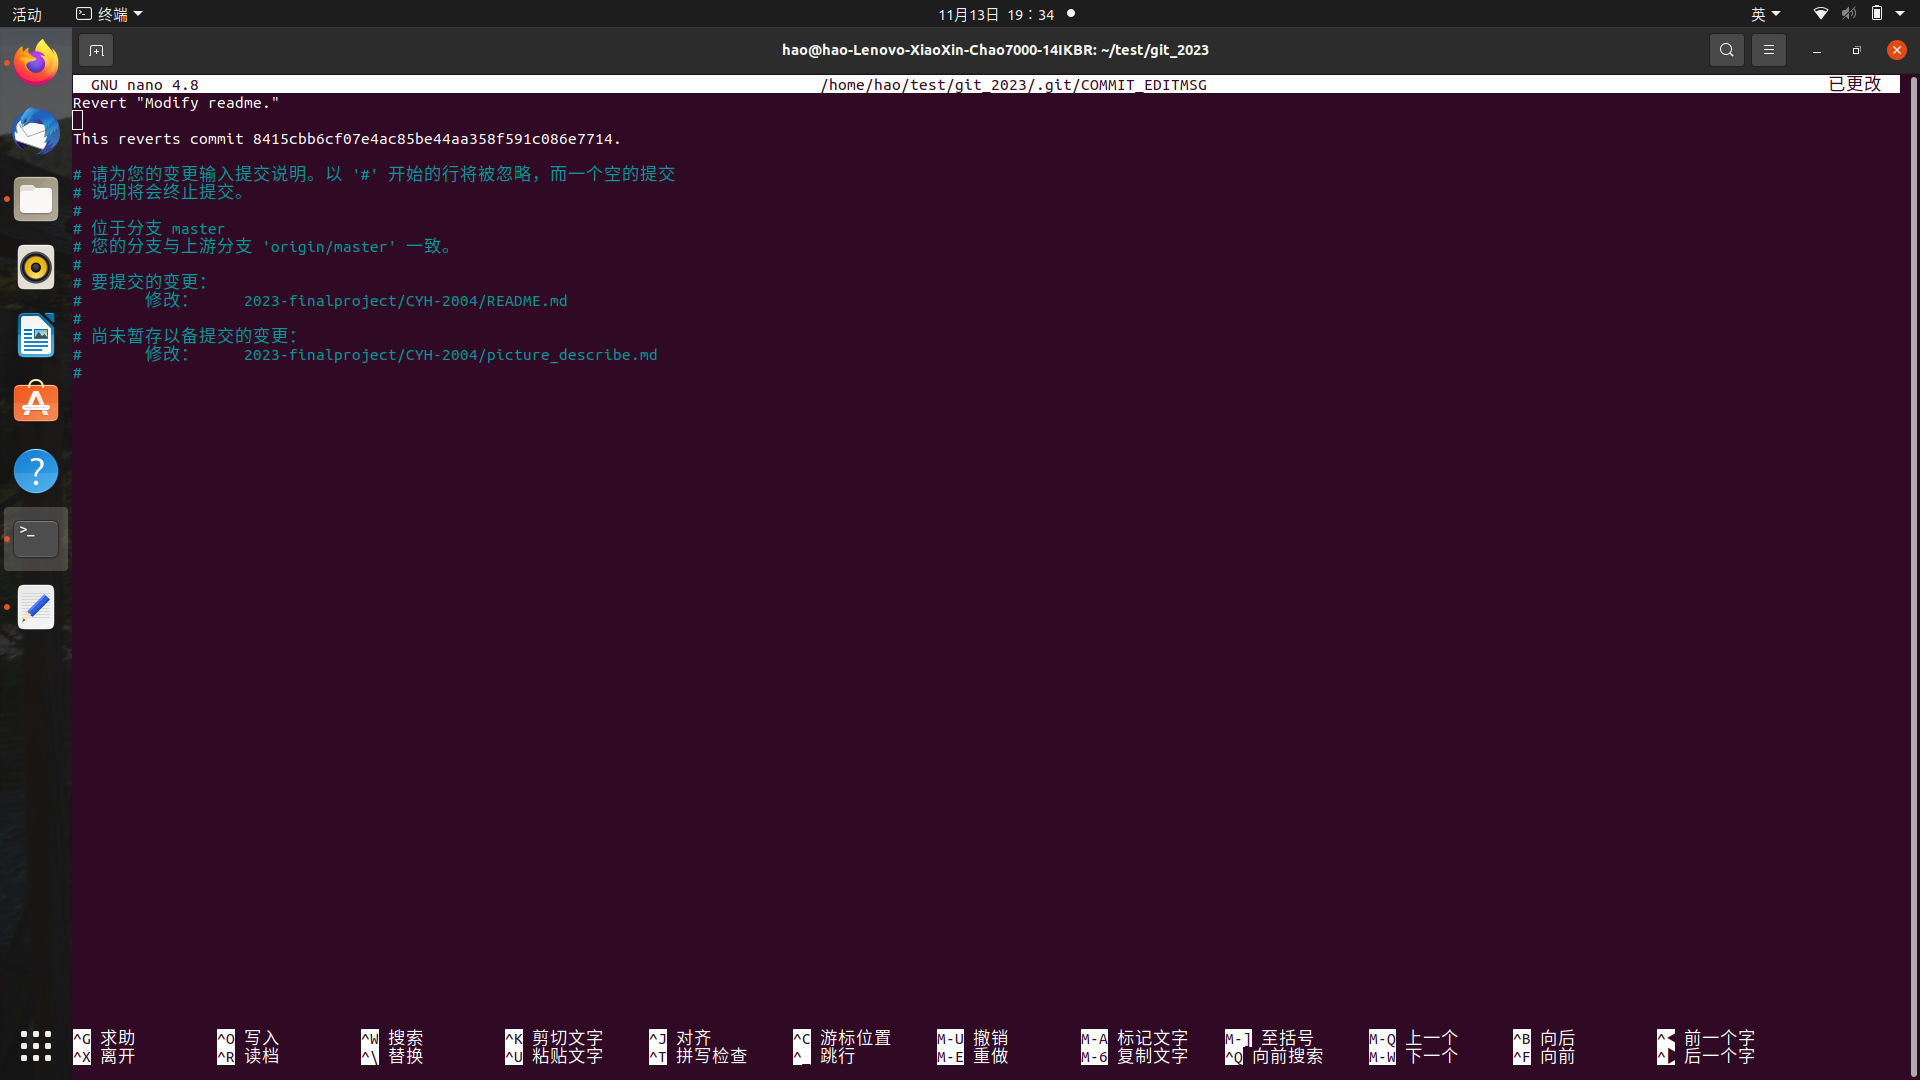 活动 终端 11月13日 19：34 英
hao@hao-Lenovo-XiaoXin-Chao7000-14IKBR: ~/test/git_2023
GNU nano 4.8 /home/hao/test/git_2023/.git/COMMIT_EDITMSG 已更改
Revert "Modify readme."
This reverts commit 8415cbb6cf07e4ac85be44aa358f591c086e7714.
# 请为您的变更输入提交说明。以 '#' 开始的行将被忽略，而一个空的提交
# 说明将会终止提交。
#
# 位于分支 master
# 您的分支与上游分支 'origin/master' 一致。
#
# 要提交的变更：
# 修改： 2023-finalproject/CYH-2004/README.md
#
# 尚未暂存以备提交的变更：
# 修改： 2023-finalproject/CYH-2004/picture_describe.md
#
^G 求助 ^O 写入 ^W 搜索 ^K 剪切文字 ^J 对齐 ^C 游标位置 M-U 撤销 M-A 标记文字 M-] 至括号 M-Q 上一个 ^B 向后 ^◀ 前一个字
^X 离开 ^R 读档 ^\ 替换 ^U 粘贴文字 ^T 拼写检查 ^_ 跳行 M-E 重做 M-6 复制文字 ^Q 向前搜索 M-W 下一个 ^F 向前 ^▶ 后一个字